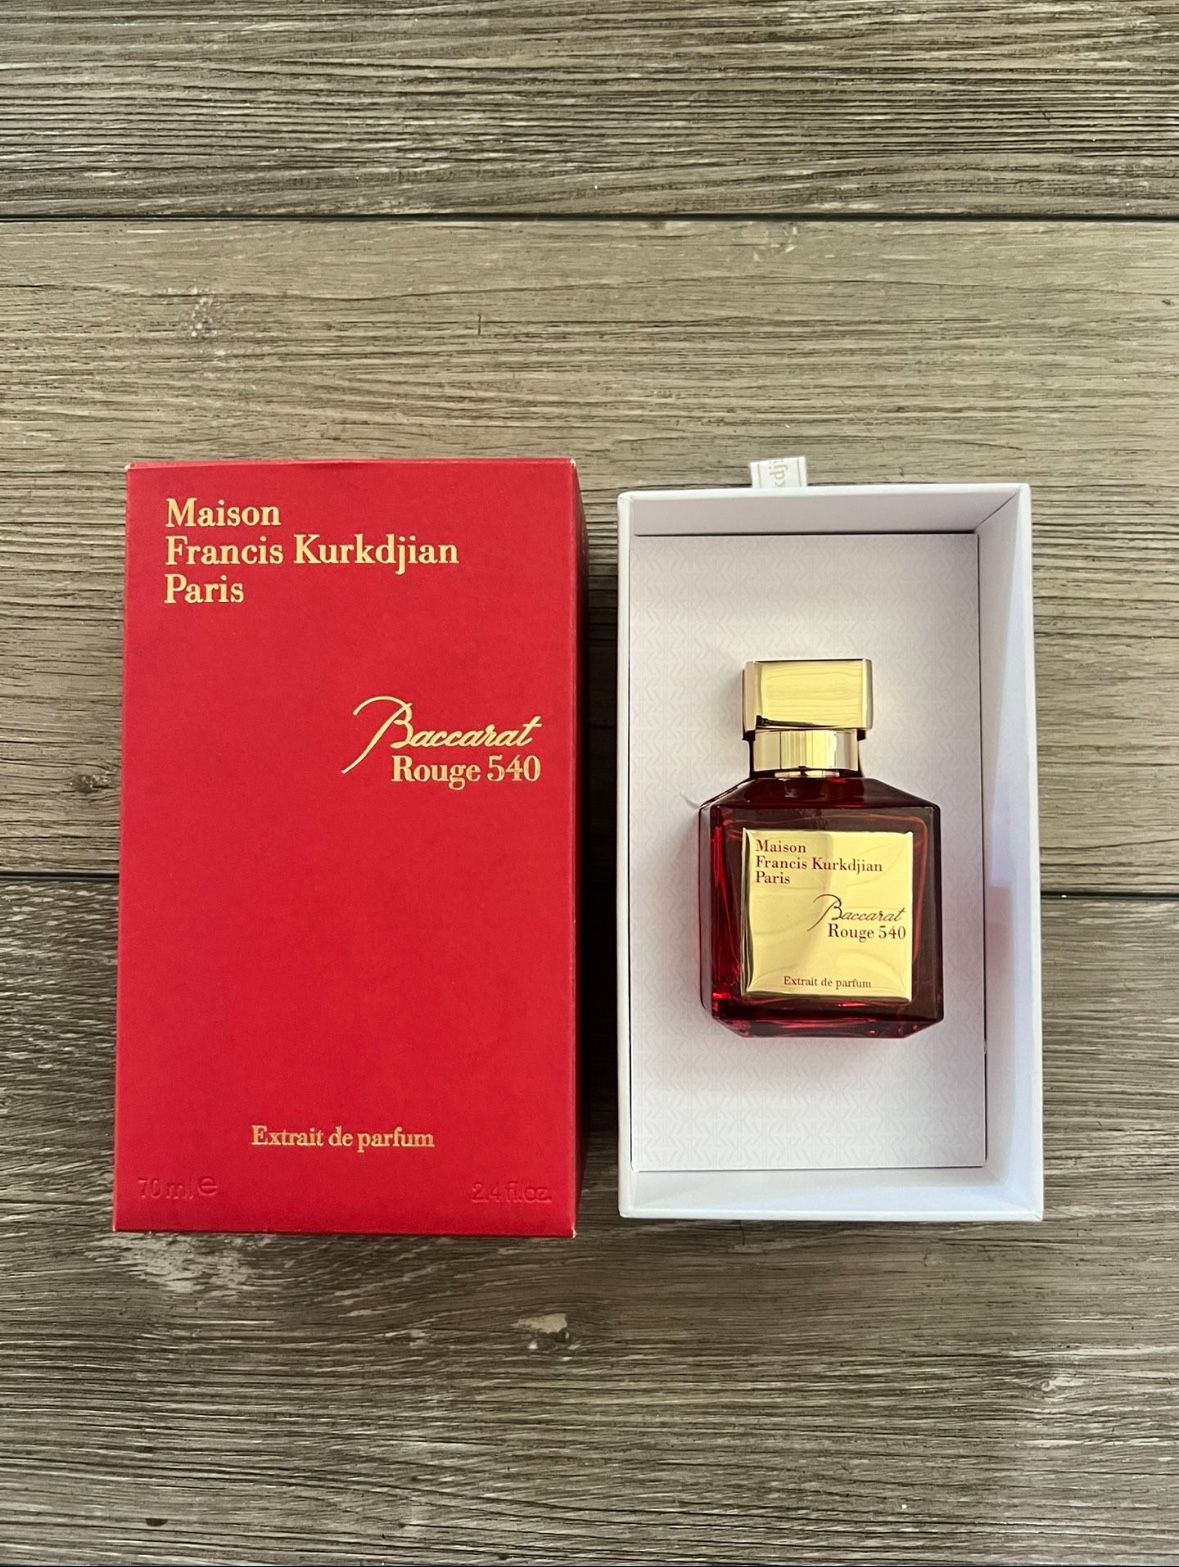 Maison
Francis Kurkdjian
Paris
Baccarat
Rouge 540
Extrait de parfum
70 ml e
2.4 fl.oz.
Maison
Francis Kurkdjian
Paris
Baccarat
Rouge 540
Extrait de parfum